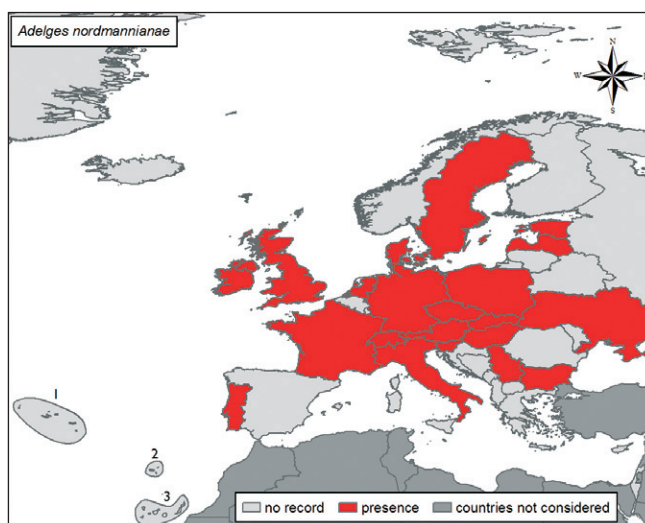 Adelges nordmannianae
N
W E
S
1
2
3
no record presence countries not considered